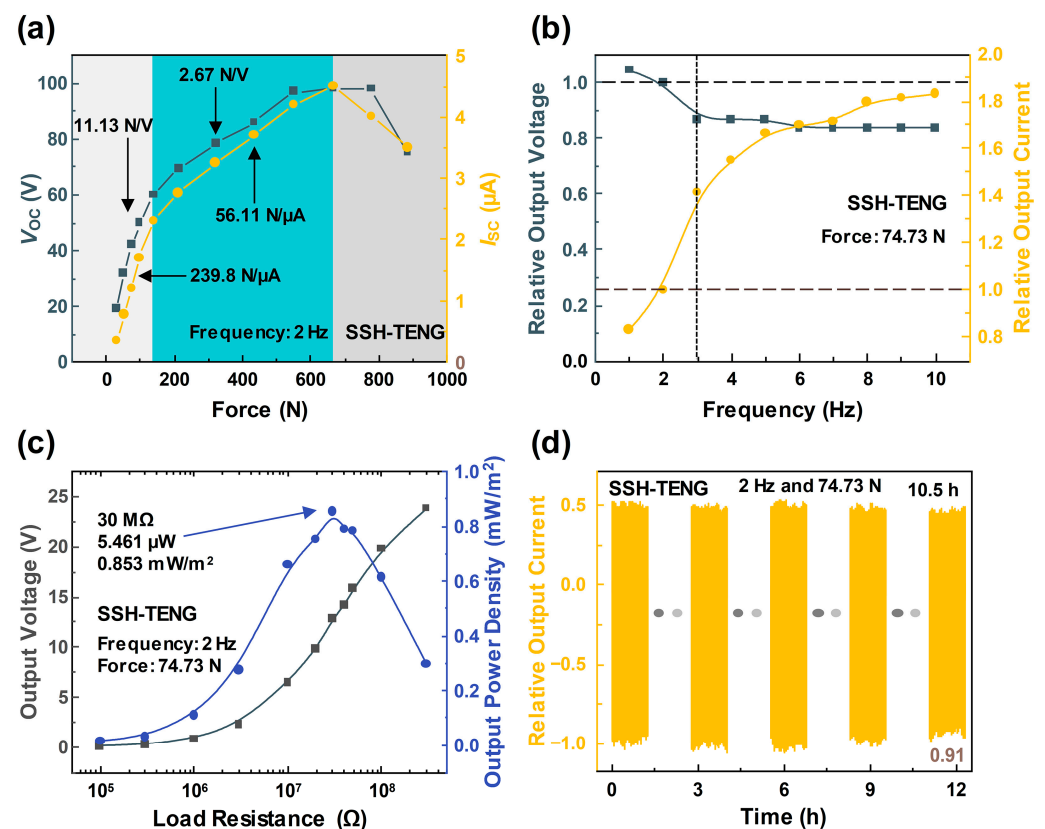 (a)
100
80
60
40
20
0
V_OC (V)
5
4
3
2
1
0
I_SC (µA)
2.67 N/V
11.13 N/V
56.11 N/µA
239.8 N/µA
Frequency: 2 Hz
SSH-TENG
0 200 400 600 800 1000
Force (N)
(b)
1.0
0.8
0.6
0.4
0.2
0.0
Relative Output Voltage
2.0
1.8
1.6
1.4
1.2
1.0
0.8
Relative Output Current
SSH-TENG
Force: 74.73 N
0 2 4 6 8 10
Frequency (Hz)
(c)
25
20
15
10
5
0
Output Voltage (V)
1.0
0.8
0.6
0.4
0.2
0.0
Output Power Density (mW/m²)
30 MΩ
5.461 µW
0.853 mW/m²
SSH-TENG
Frequency: 2 Hz
Force: 74.73 N
10⁵ 10⁶ 10⁷ 10⁸
Load Resistance (Ω)
(d)
0.5
0.0
−0.5
−1.0
Relative Output Current
SSH-TENG
2 Hz and 74.73 N
10.5 h
0.91
0 3 6 9 12
Time (h)